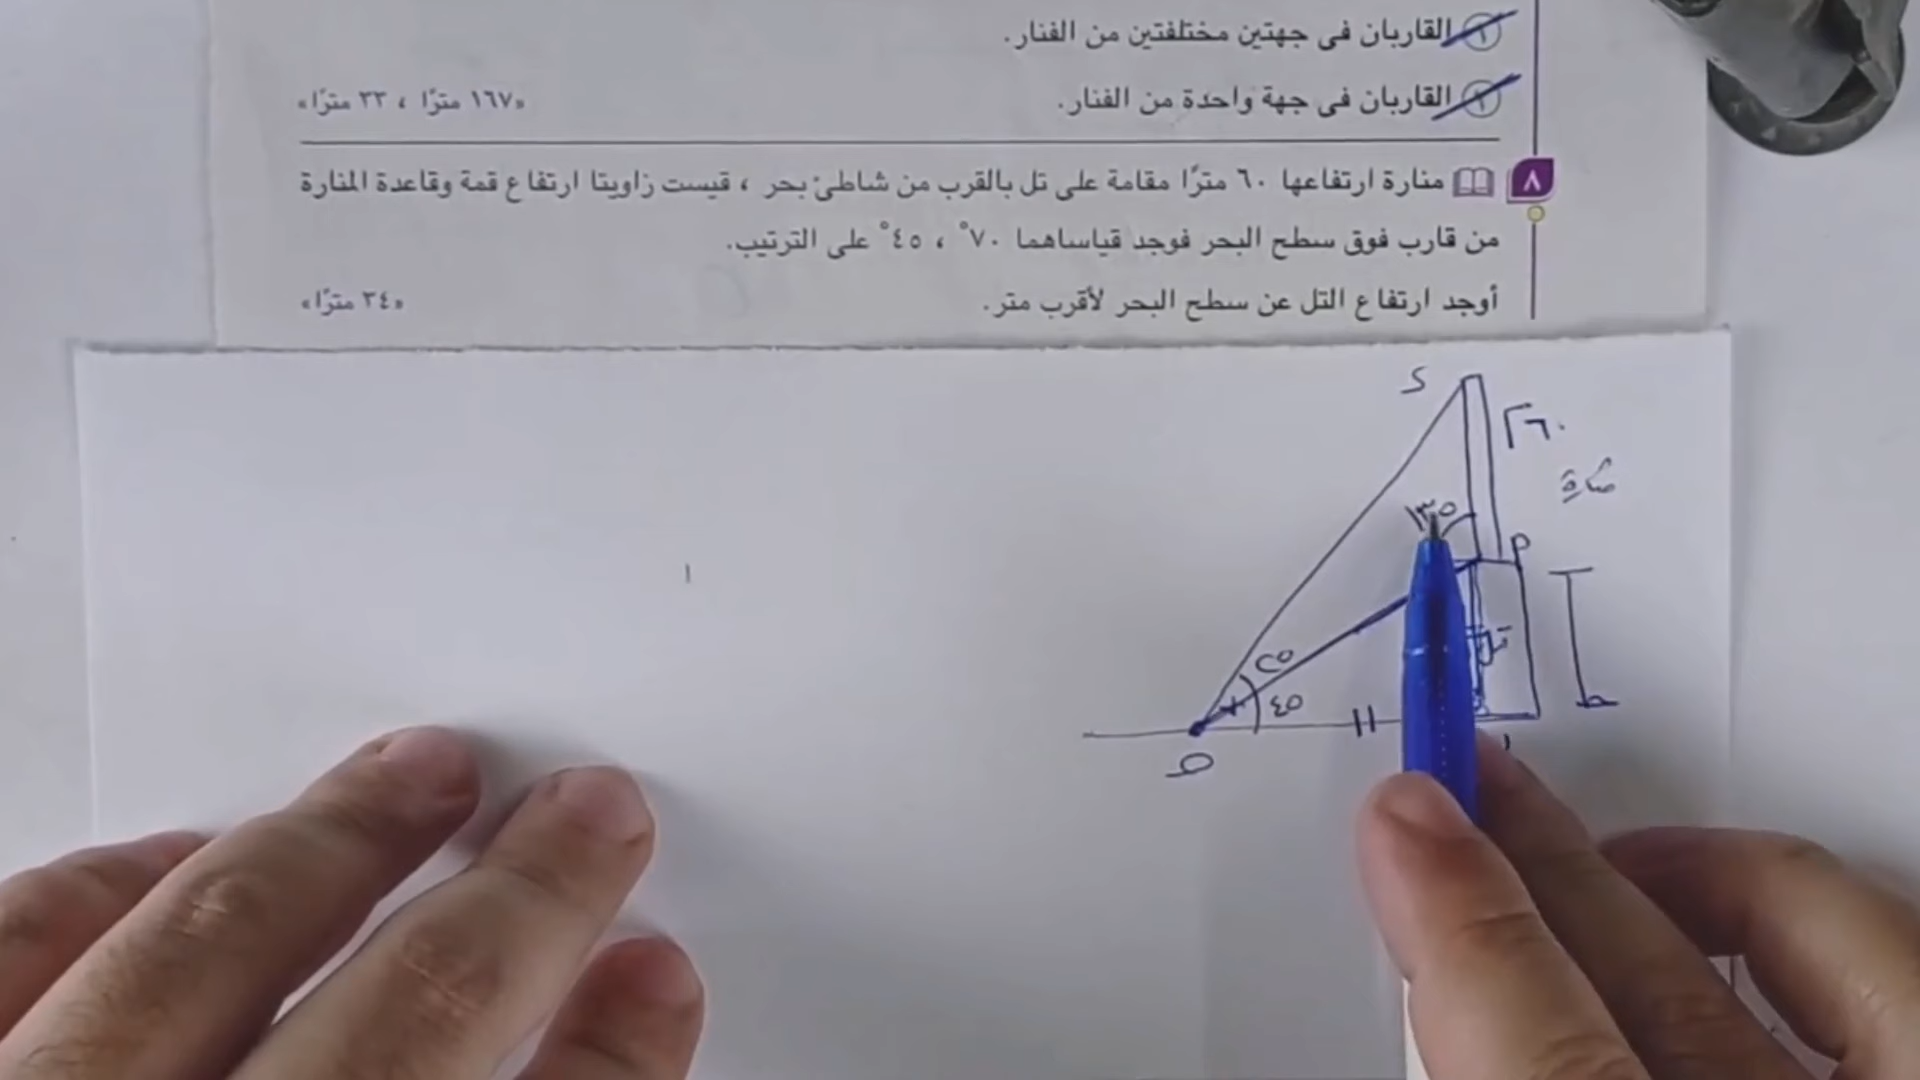 ١ القاربان فى جهتين مختلفتين من الفنار.
٢ القاربان فى جهة واحدة من الفنار. «١٦٧ مترًا ، ٣٣ مترًا»
٨ منارة ارتفاعها ٦٠ مترًا مقامة على تل بالقرب من شاطئ بحر ، قيست زاويتا ارتفاع قمة وقاعدة المنارة
من قارب فوق سطح البحر فوجد قياساهما ٧٠° ، ٤٥° على الترتيب.
أوجد ارتفاع التل عن سطح البحر لأقرب متر. «٣٤ مترًا»
٦٠م
١٣٥
تل
٢٥
٤٥